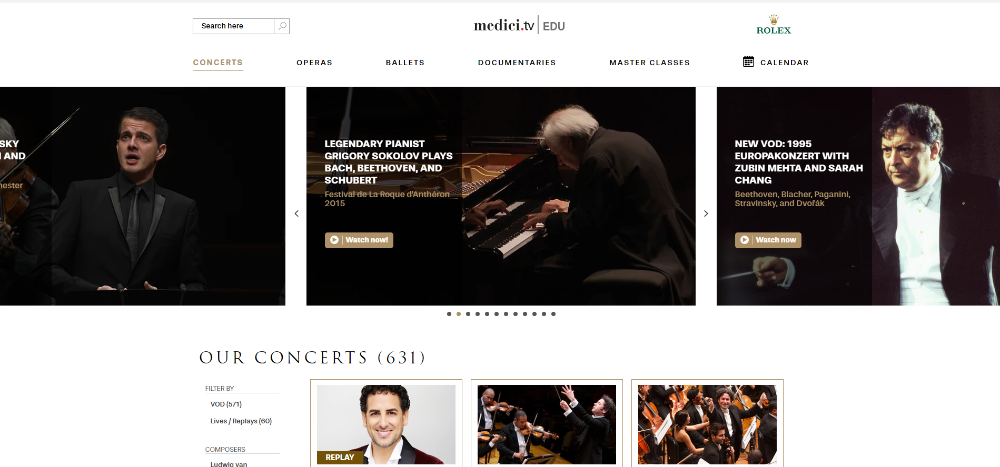 Search here
medici.tv EDU
ROLEX
CONCERTS
OPERAS
BALLETS
DOCUMENTARIES
MASTER CLASSES
CALENDAR
SKY
AND
LEGENDARY PIANIST
GRIGORY SOKOLOV PLAYS
BACH, BEETHOVEN, AND
SCHUBERT
Festival de La Roque d'Anthéron
2015
Watch now!
NEW VOD: 1995
EUROPAKONZERT WITH
ZUBIN MEHTA AND SARAH
CHANG
Beethoven, Blacher, Paganini,
Stravinsky, and Dvořák
Watch now
OUR CONCERTS (631)
FILTER BY
VOD (571)
Lives / Replays (60)
COMPOSERS
Ludwig van
REPLAY